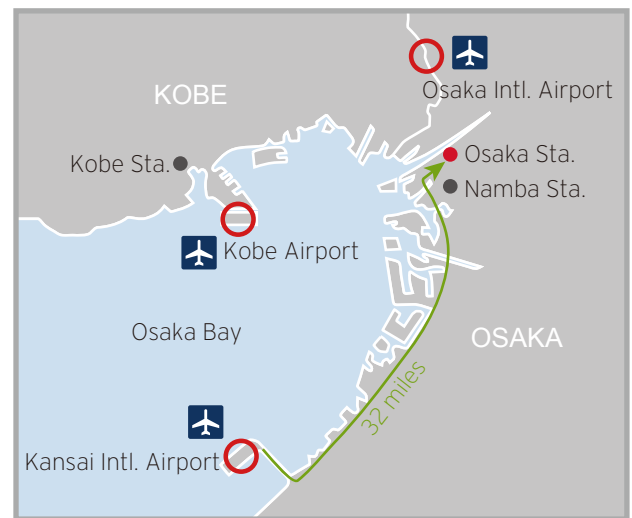 Osaka Intl. Airport
KOBE
Osaka Sta.
Kobe Sta.
Namba Sta.
Kobe Airport
Osaka Bay
OSAKA
32 miles
Kansai Intl. Airport